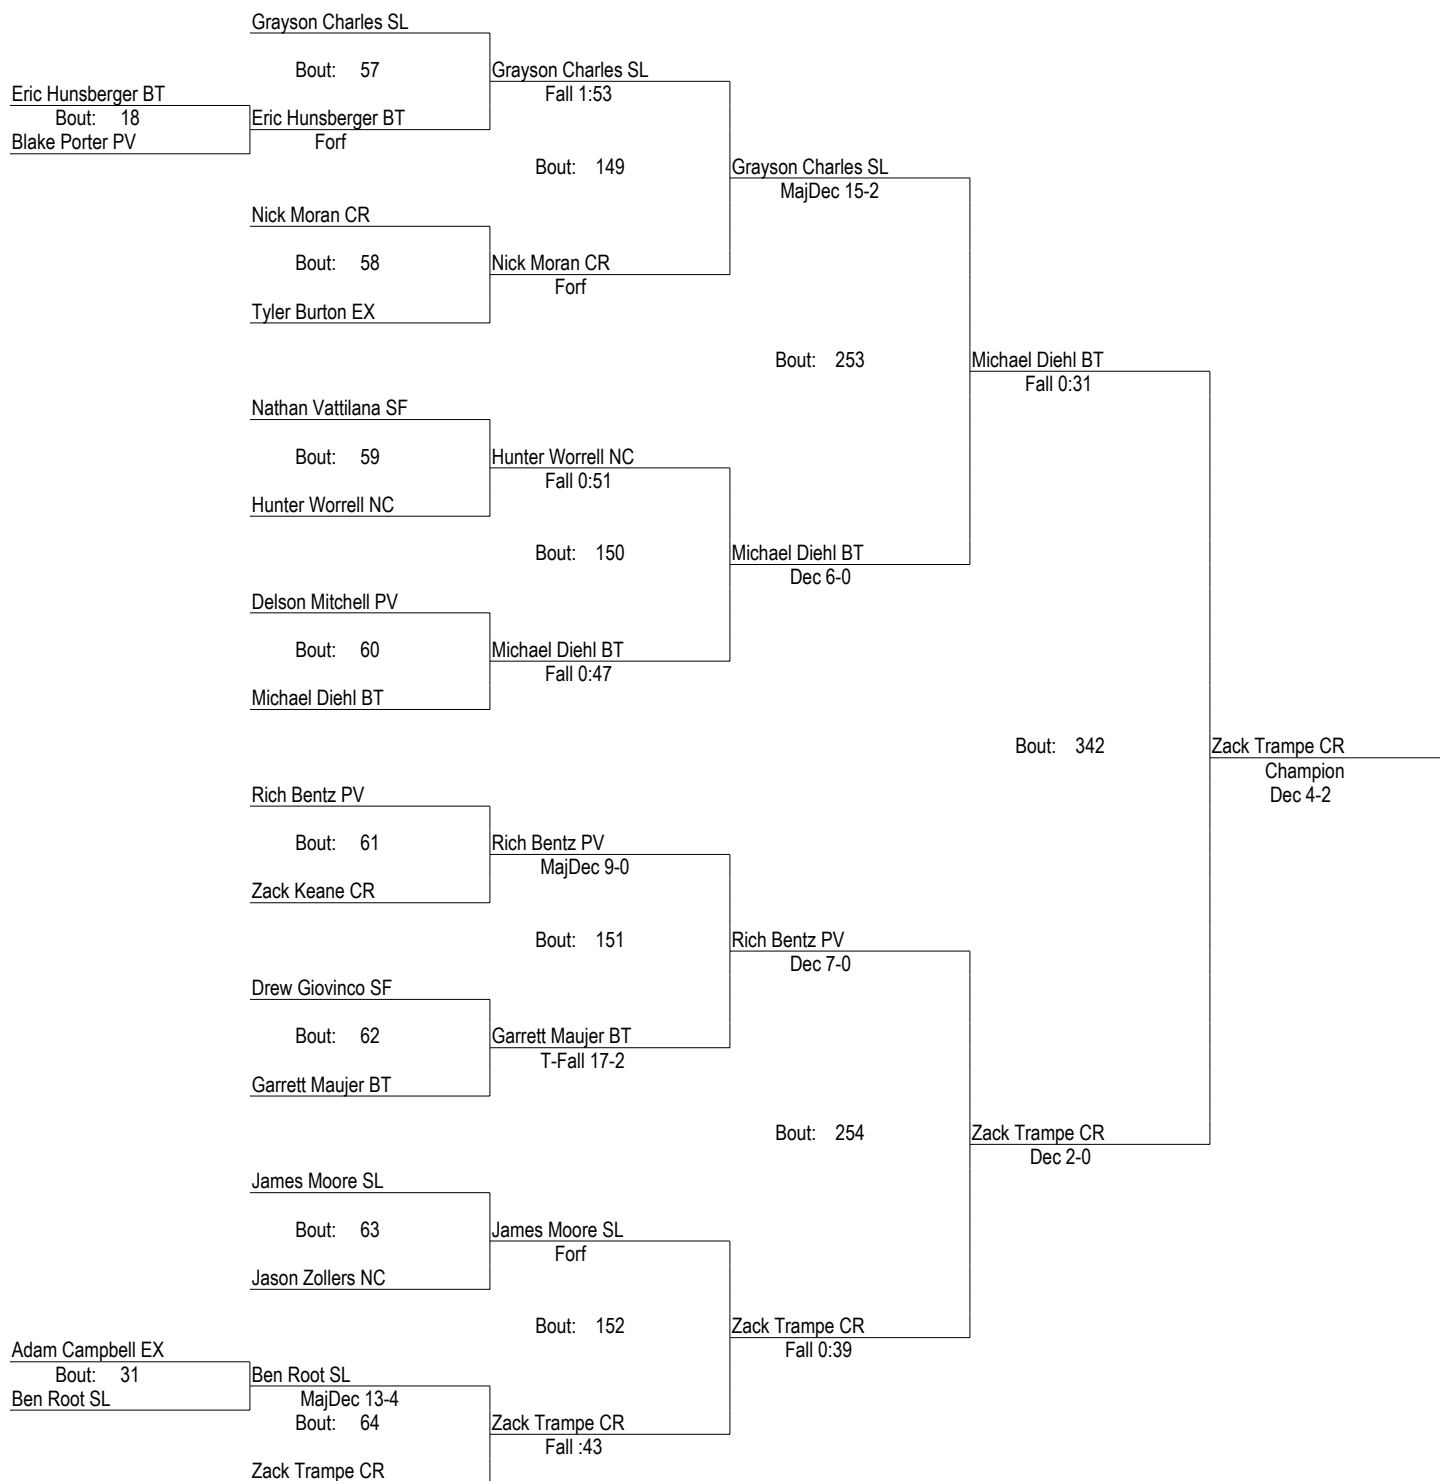 Grayson Charles SL
Bout: 57
Grayson Charles SL
Fall 1:53
Eric Hunsberger BT
Bout: 18
Eric Hunsberger BT
Blake Porter PV
Forf
Bout: 149
Grayson Charles SL
MajDec 15-2
Nick Moran CR
Bout: 58
Nick Moran CR
Forf
Tyler Burton EX
Bout: 253
Michael Diehl BT
Fall 0:31
Nathan Vattilana SF
Bout: 59
Hunter Worrell NC
Fall 0:51
Hunter Worrell NC
Bout: 150
Michael Diehl BT
Dec 6-0
Delson Mitchell PV
Bout: 60
Michael Diehl BT
Fall 0:47
Michael Diehl BT
Bout: 342
Zack Trampe CR
Champion
Dec 4-2
Rich Bentz PV
Bout: 61
Rich Bentz PV
MajDec 9-0
Zack Keane CR
Bout: 151
Rich Bentz PV
Dec 7-0
Drew Giovinco SF
Bout: 62
Garrett Maujer BT
T-Fall 17-2
Garrett Maujer BT
Bout: 254
Zack Trampe CR
Dec 2-0
James Moore SL
Bout: 63
James Moore SL
Forf
Jason Zollers NC
Bout: 152
Zack Trampe CR
Fall 0:39
Adam Campbell EX
Bout: 31
Ben Root SL
Ben Root SL
MajDec 13-4
Bout: 64
Zack Trampe CR
Fall :43
Zack Trampe CR